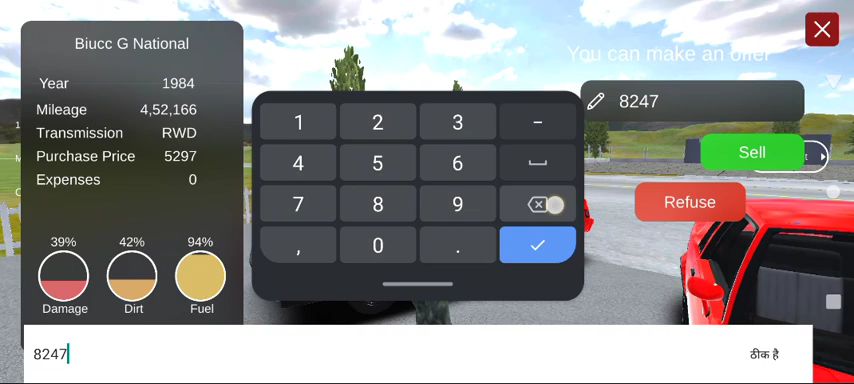 Biucc G National
You can make an offer
Year 1984
Mileage 4,52,166
Transmission RWD
Purchase Price 5297
Expenses 0
8247
Sell
Refuse
39% 42% 94%
Damage Dirt Fuel
1 2 3 -
4 5 6
7 8 9
, 0 .
8247 ठीक है